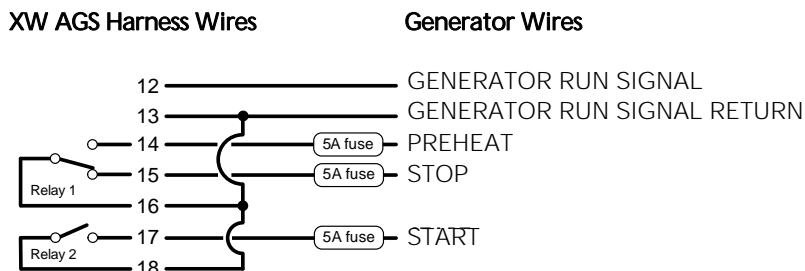 XW AGS Harness Wires Generator Wires
12 GENERATOR RUN SIGNAL
13 GENERATOR RUN SIGNAL RETURN
14 5A fuse PREHEAT
15 5A fuse STOP
Relay 1
16
17 5A fuse START
Relay 2
18